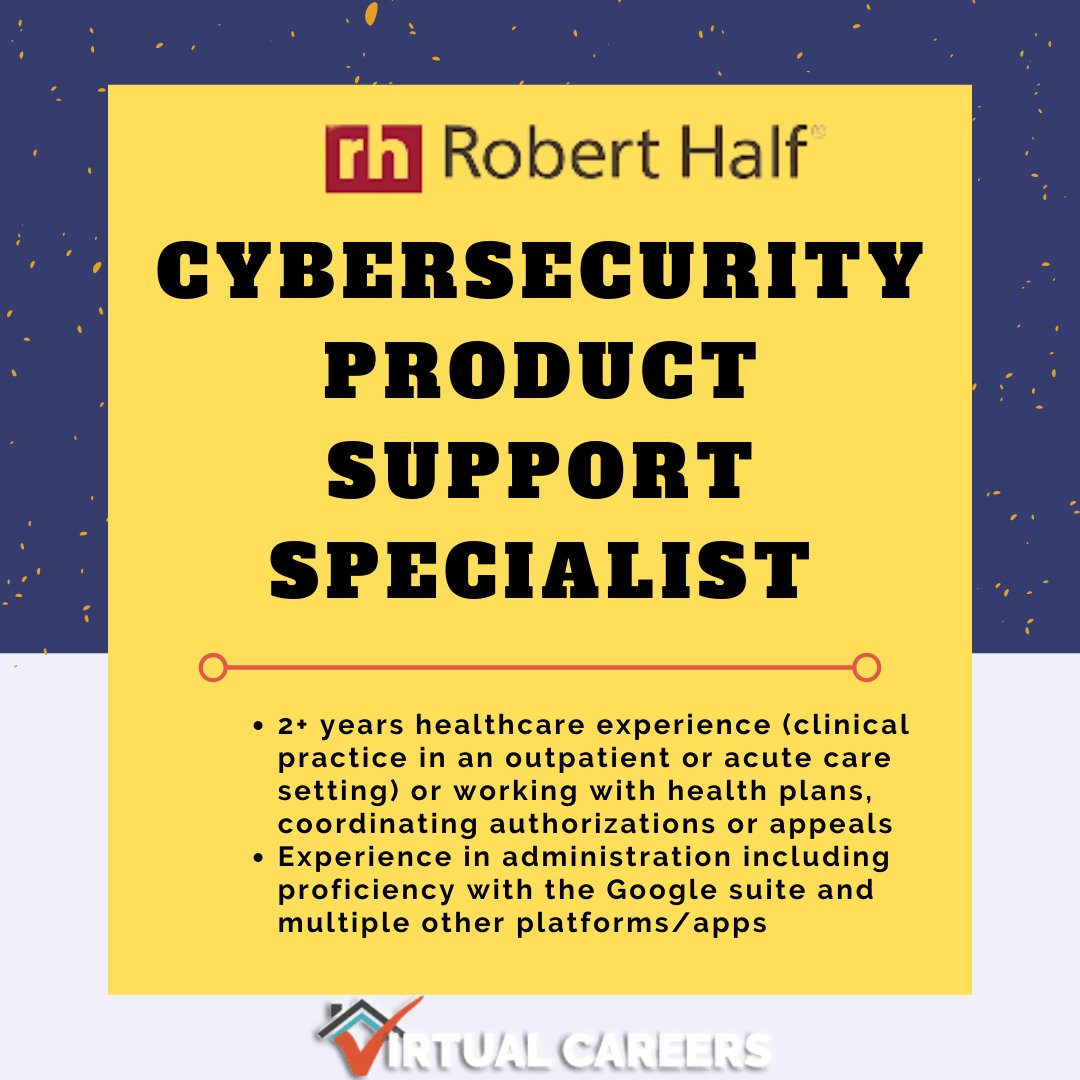 rh Robert Half®
CYBERSECURITY
PRODUCT
SUPPORT
SPECIALIST
• 2+ years healthcare experience (clinical
practice in an outpatient or acute care
setting) or working with health plans,
coordinating authorizations or appeals
• Experience in administration including
proficiency with the Google suite and
multiple other platforms/apps
VIRTUAL CAREERS